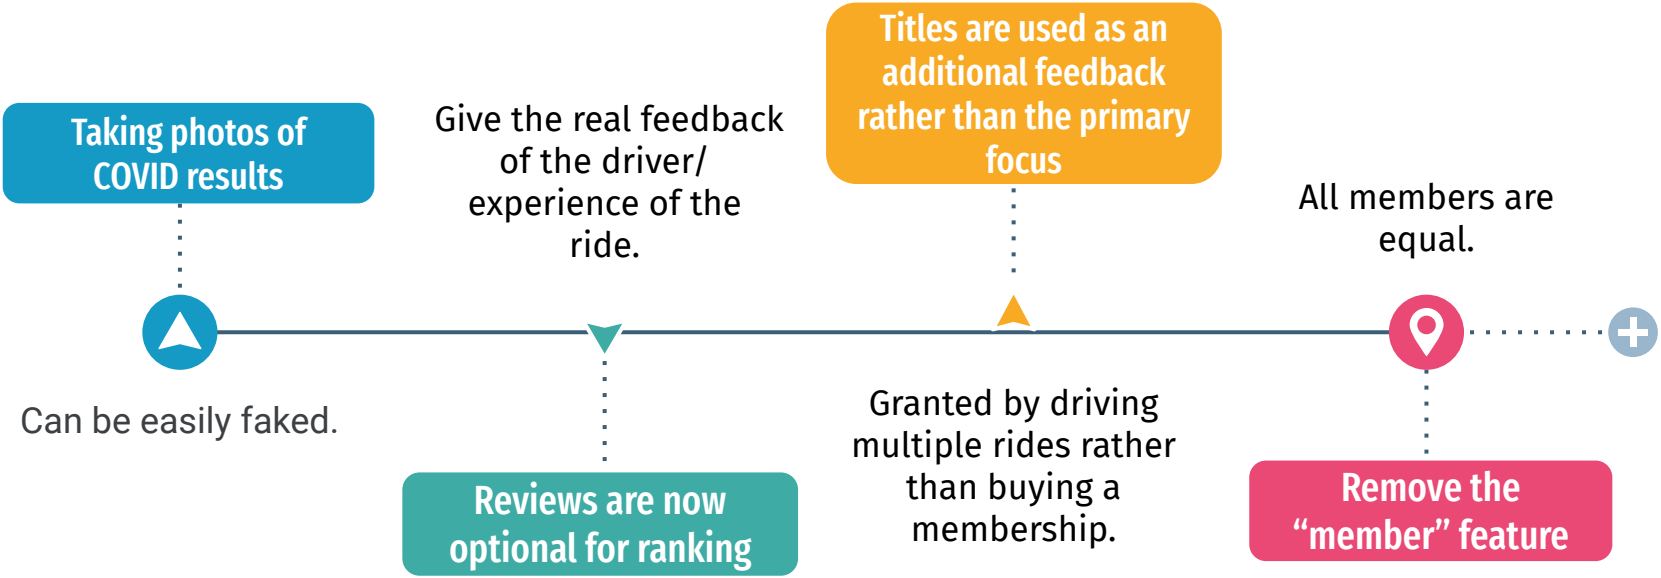 Taking photos of
COVID results
Can be easily faked.
Give the real feedback
of the driver/
experience of the
ride.
Reviews are now
optional for ranking
Titles are used as an
additional feedback
rather than the primary
focus
Granted by driving
multiple rides rather
than buying a
membership.
All members are
equal.
Remove the
“member” feature